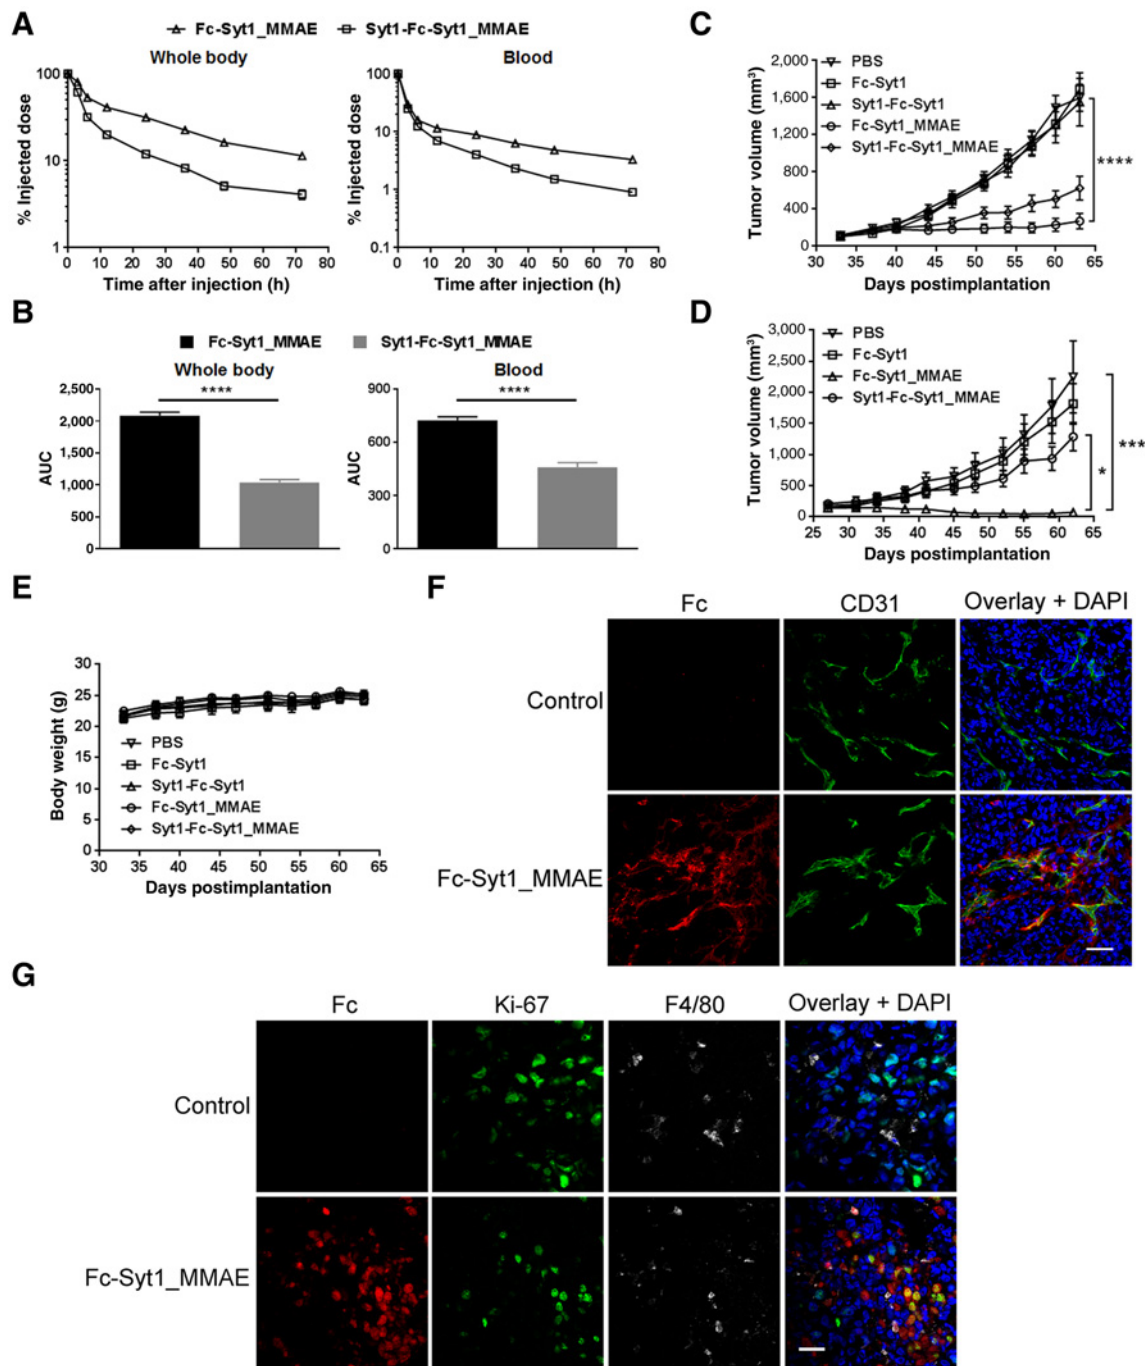 A
Fc-Syt1_MMAE
Syt1-Fc-Syt1_MMAE
Whole body
Blood
% Injected dose
100
10
1
0 10 20 30 40 50 60 70 80
Time after injection (h)
% Injected dose
100
10
1
0.1
0 10 20 30 40 50 60 70 80
Time after injection (h)
B
Fc-Syt1_MMAE
Syt1-Fc-Syt1_MMAE
Whole body
Blood
AUC
2,500
2,000
1,500
1,000
500
0
****
AUC
900
600
300
0
****
C
Tumor volume (mm³)
2,000
1,600
1,200
800
400
0
PBS
Fc-Syt1
Syt1-Fc-Syt1
Fc-Syt1_MMAE
Syt1-Fc-Syt1_MMAE
****
30 35 40 45 50 55 60 65
Days postimplantation
D
Tumor volume (mm³)
3,000
2,500
2,000
1,500
1,000
500
0
PBS
Fc-Syt1
Fc-Syt1_MMAE
Syt1-Fc-Syt1_MMAE
*
***
25 30 35 40 45 50 55 60 65
Days postimplantation
E
Body weight (g)
30
25
20
15
10
5
0
PBS
Fc-Syt1
Syt1-Fc-Syt1
Fc-Syt1_MMAE
Syt1-Fc-Syt1_MMAE
30 35 40 45 50 55 60 65
Days postimplantation
F
Fc
CD31
Overlay + DAPI
Control
Fc-Syt1_MMAE
G
Fc
Ki-67
F4/80
Overlay + DAPI
Control
Fc-Syt1_MMAE